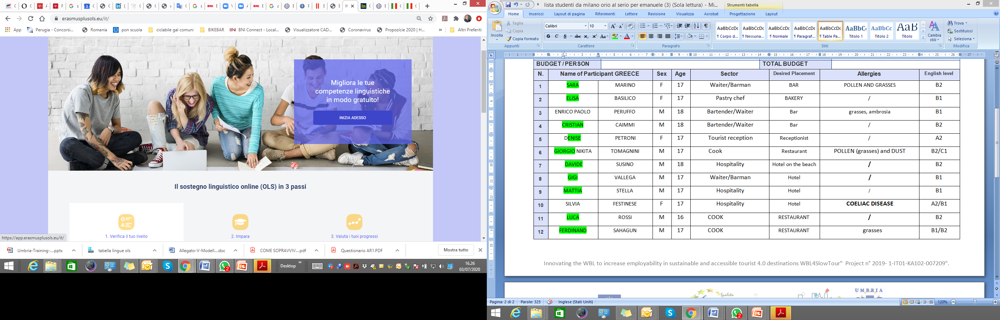 erasmusplusols.eu/it/
App Perugia - Concorsi... Romania pon scuola ciclabile gal comuni BIKEBAR BNI Connect - Local... Visualizzatore CAD... Coronavirus Propozície 2020 | H... » Altri Preferiti
Migliora le tue
competenze linguistiche
in modo gratuito!
INIZIA ADESSO
Il sostegno linguistico online (OLS) in 3 passi
1. Verifica il tuo livello 2. Impara 3. Valuta i tuoi progressi
https://app.erasmusplusols.eu/it/
Umbria-Training-....pptx tabella lingue ols Allegato-V-Modell....doc COME SOPRAVVIV....pdf Questionario AR1.PDF Mostra tutto
Desktop » 16.26
03/07/2020
lista studenti da milano orio al serio per emanuele (3) (Sola lettura) - Mi... Strumenti tabella
Home Inserisci Layout di pagina Riferimenti Lettere Revisione Visualizza Acrobat Progettazione Layout
Incolla Taglia Copia Copia formato Appunti
Calibri 10 Carattere
Paragrafo
AaBbCcDc AaBbCcDc AaBbCcDc AaBbCcDc AaBbCcDc AaBbC AaBbCc AaB
¶ Corpo d... ¶ Nessuna... ¶ Normale ¶ Paragraf... ¶ Table Pa... Titolo 1 Titolo 2 Titolo
Cambia stili Stili
Trova Sostituisci Seleziona Modifica
BUDGET / PERSON TOTAL BUDGET
N. Name of Participant GREECE Sex Age Sector Desired Placement Allergies English level
1 SARA MARINO F 17 Waiter/Barman BAR POLLEN AND GRASSES B2
2 ELISA BASILICO F 17 Pastry chef BAKERY / B1
3 ENRICO PAOLO PERUFFO M 18 Bartender/Waiter Bar grasses, ambrosia B1
4 CRISTIAN CAIMMI M 18 Bartender/Waiter Bar / B2
5 DENISE PETRONI F 17 Tourist reception Receptionist / A2
6 GIORGIO NIKITA TOMAGNINI M 17 Cook Restaurant POLLEN (grasses) and DUST B2/C1
7 DAVIDE SUSINO M 18 Hospitality Hotel on the beach / B2
8 GIGI VALLEGA M 17 Waiter/Barman Hotel / B1
9 MATTIA STELLA M 17 Hospitality Hotel / B1
10 SILVIA FESTINESE F 17 Hospitality Hotel COELIAC DISEASE A2/B1
11 LUCA ROSSI M 16 COOK RESTAURANT / B2
12 FERDINAND SAHAGUN M 17 COOK RESTAURANT grasses B1/B2
Innovating the WBL to increase employability in sustainable and accessible tourist 4.0 destinations WBL4SlowTour" Project n° 2019- 1-IT01-KA102-007209".
Spoleto UMBRIA
Pagina: 2 di 2 Parole: 325 Inglese (Stati Uniti) 120%